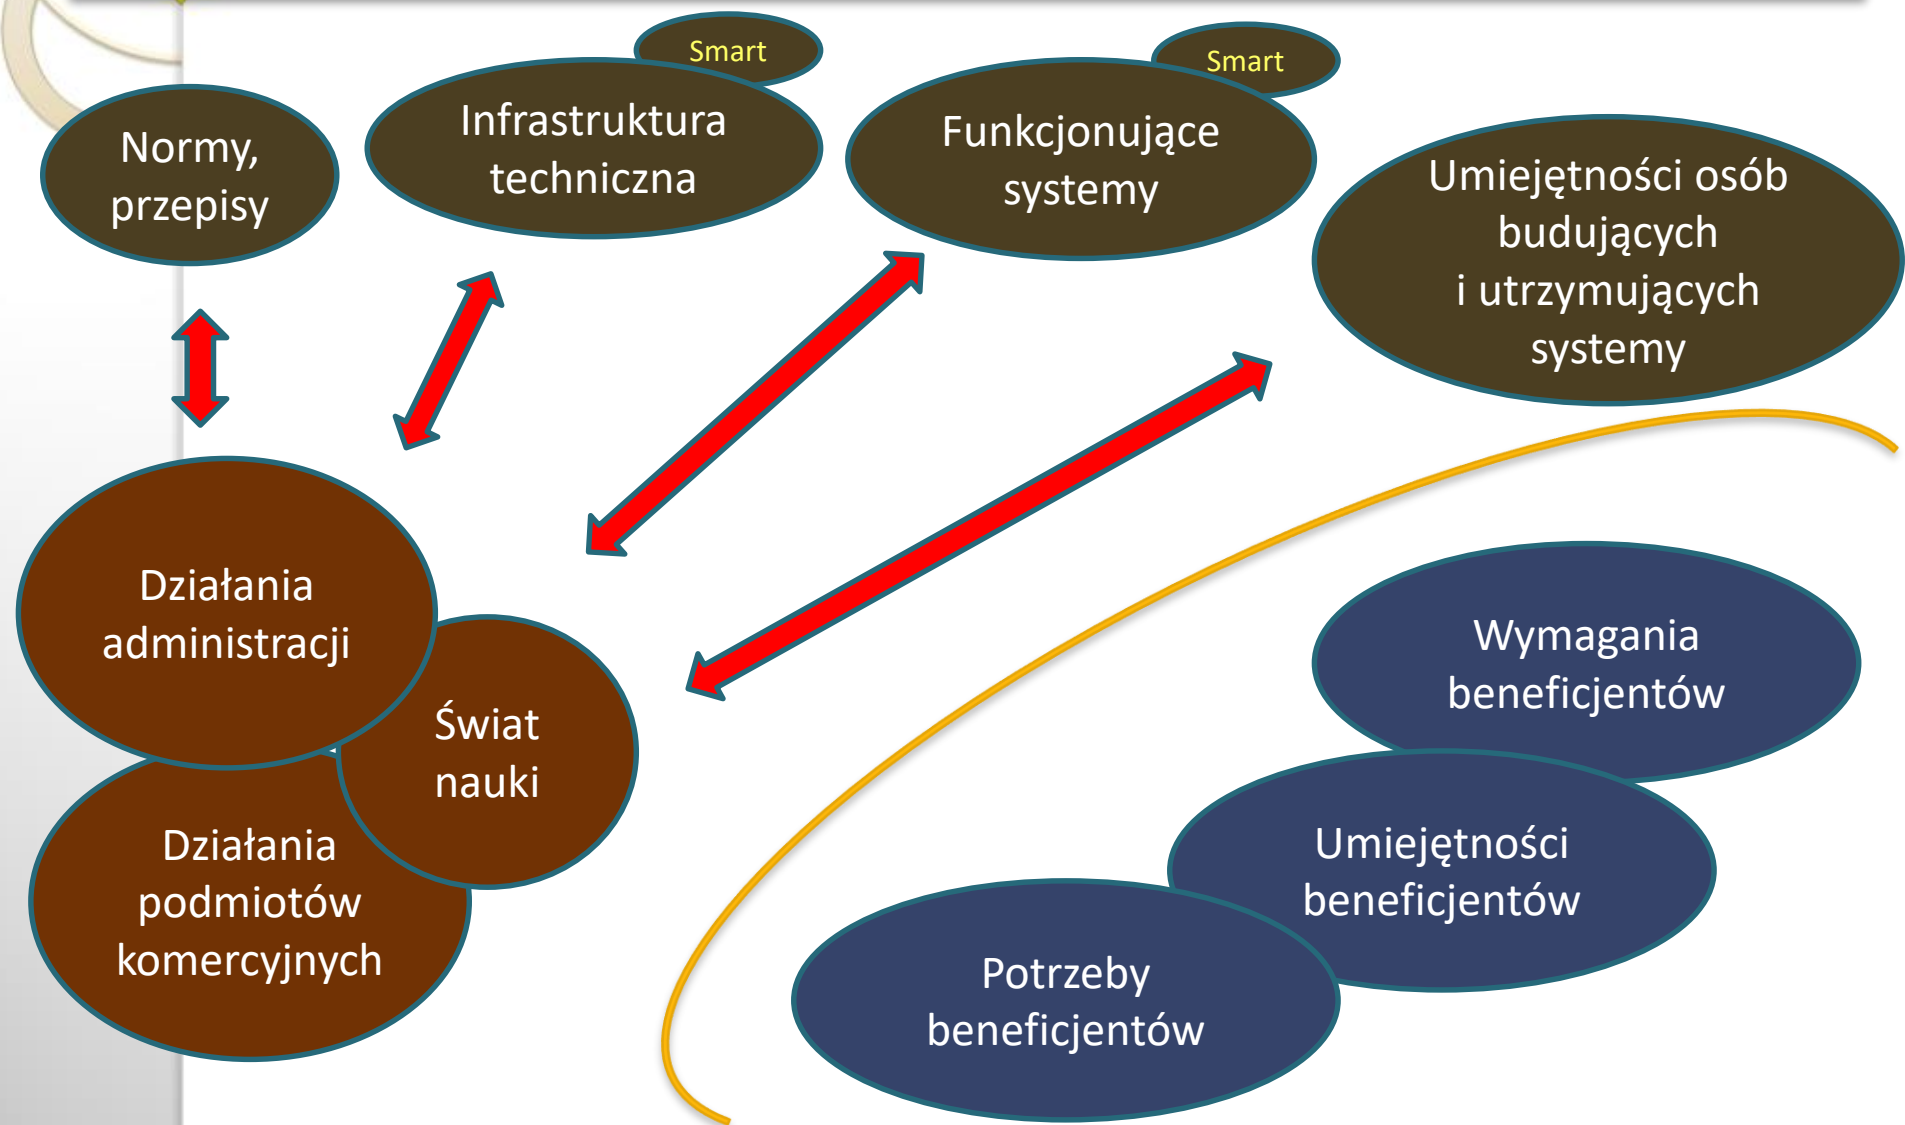 Smart
Infrastruktura
techniczna
Smart
Funkcjonujące
systemy
Normy,
przepisy
Umiejętności osób
budujących
i utrzymujących
systemy
Działania
administracji
Świat
nauki
Działania
podmiotów
komercyjnych
Wymagania
beneficjentów
Umiejętności
beneficjentów
Potrzeby
beneficjentów